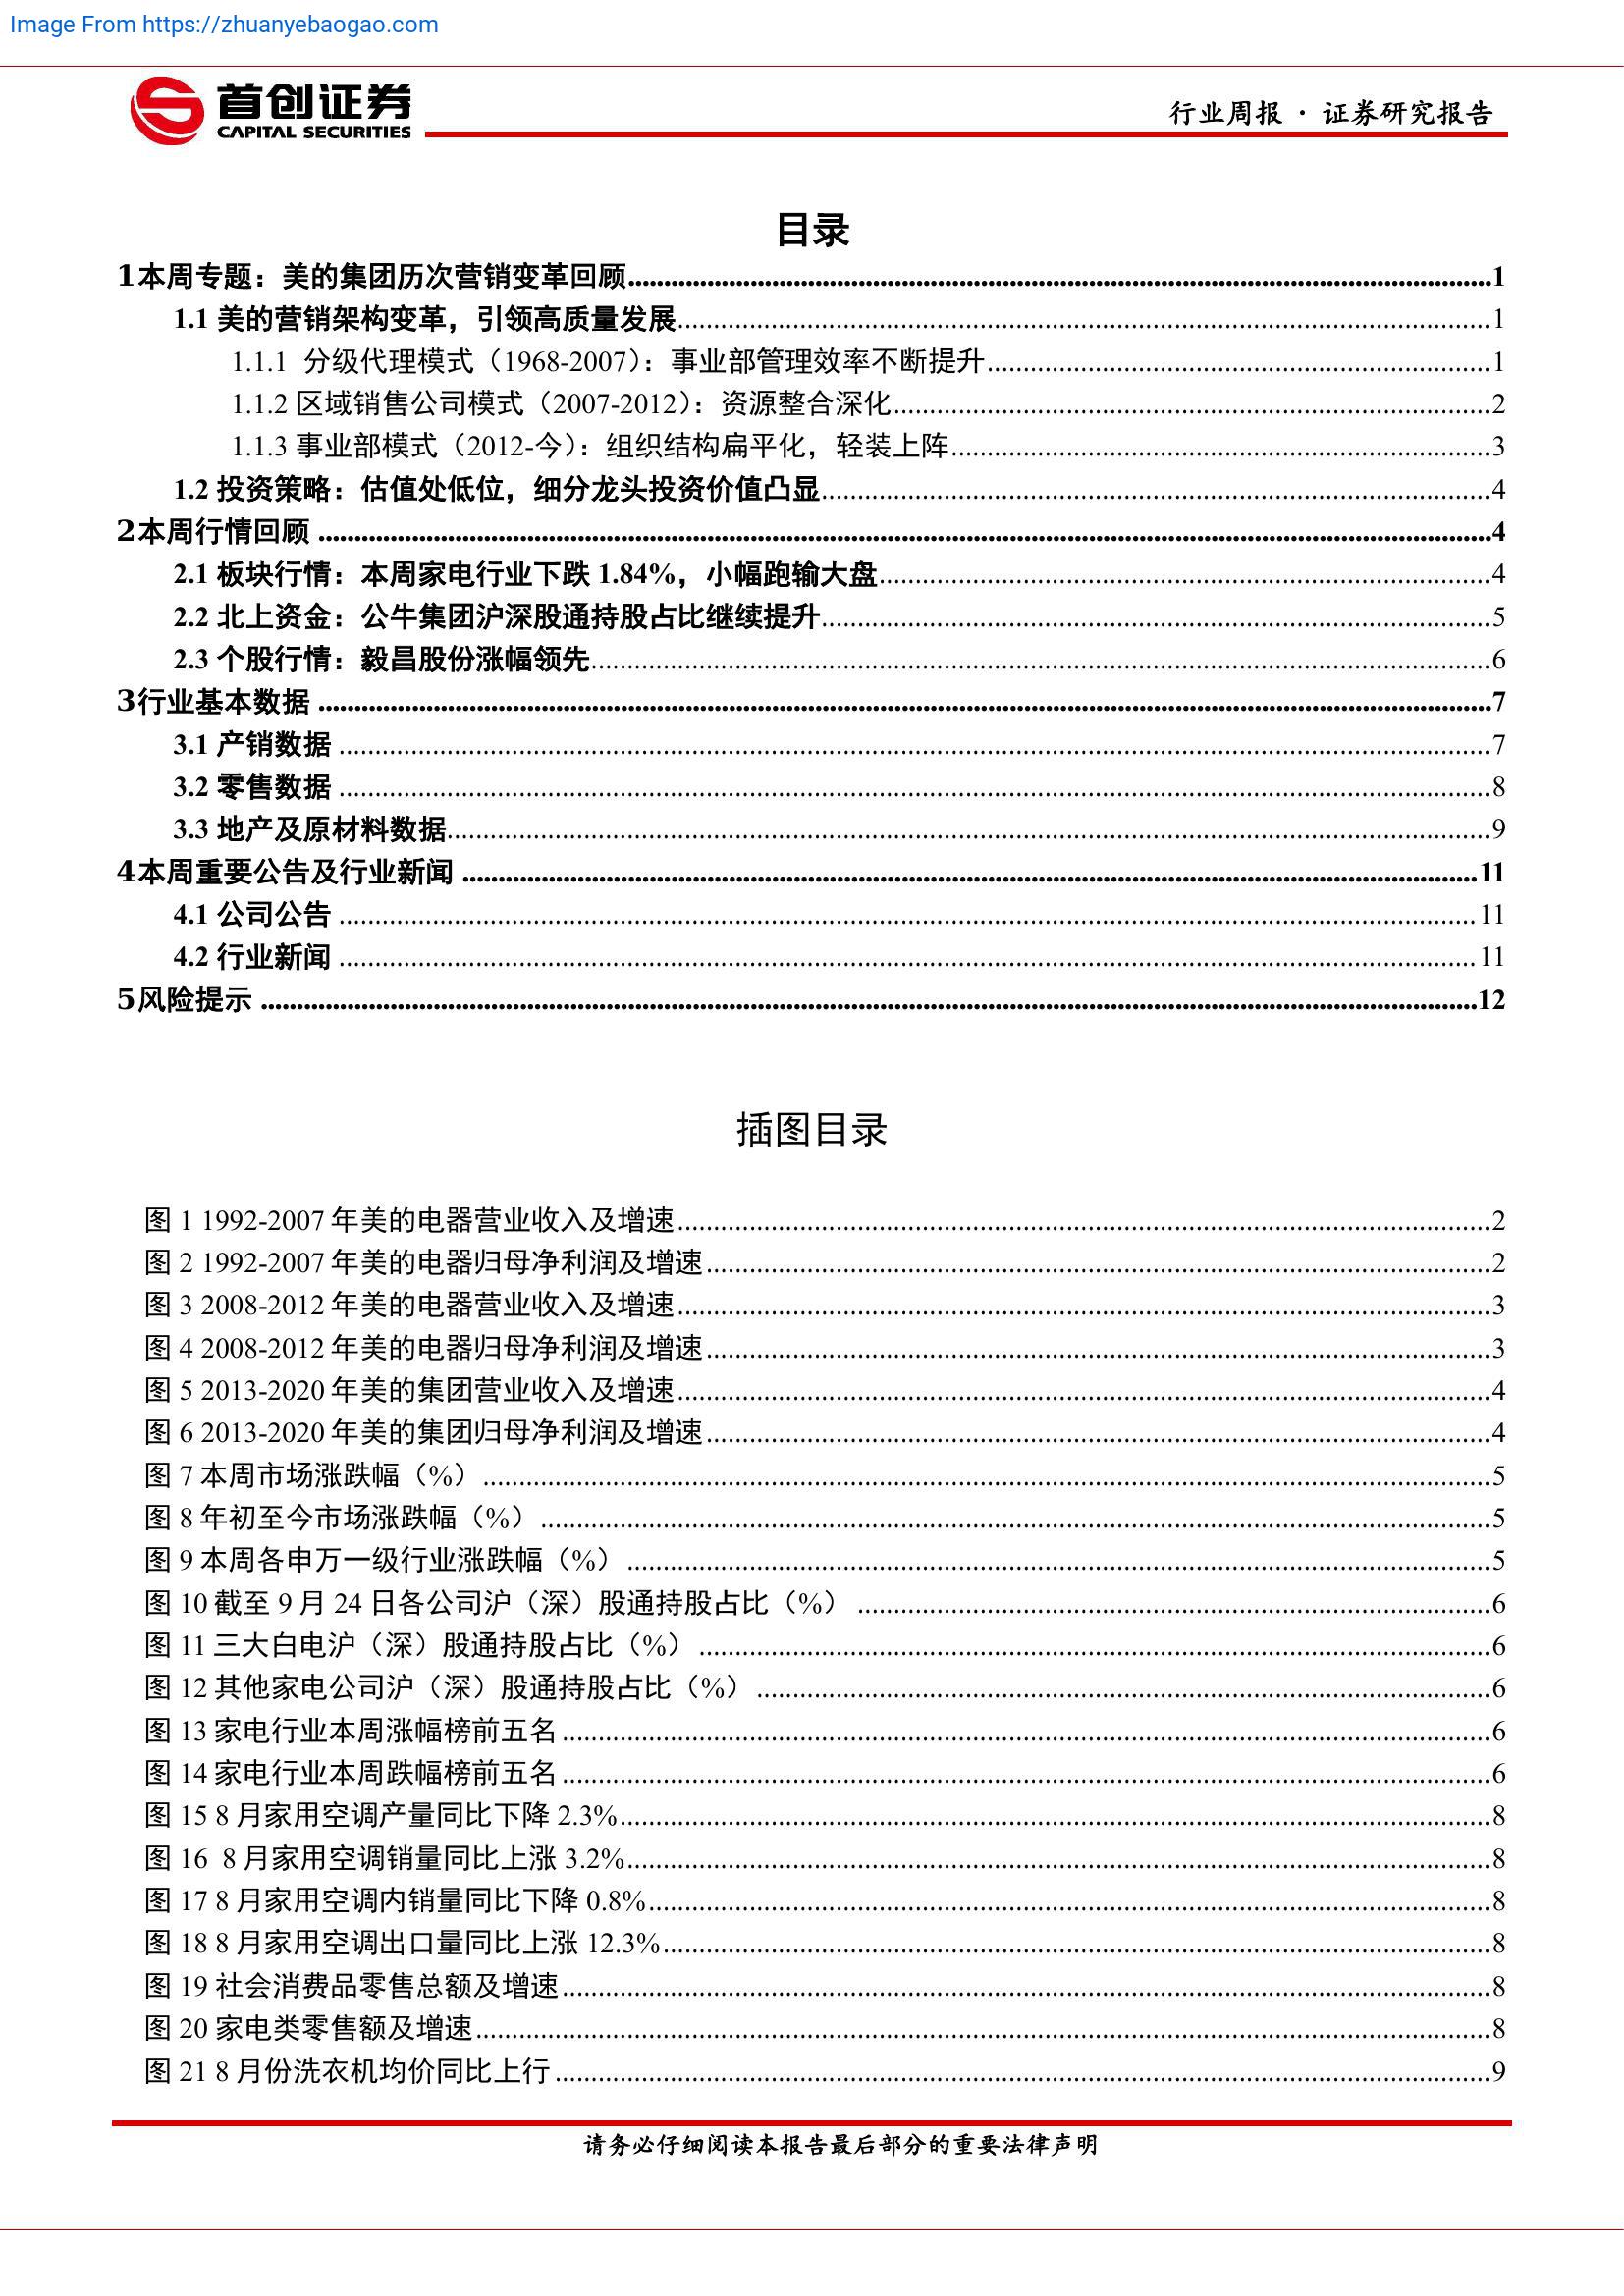 Image From https://zhuanyebaogao.com
首创证券
CAPITAL SECURITIES
行业周报 · 证券研究报告
目录
1本周专题：美的集团历次营销变革回顾........................1
1.1 美的营销架构变革，引领高质量发展........................1
1.1.1 分级代理模式（1968-2007）：事业部管理效率不断提升........................1
1.1.2 区域销售公司模式（2007-2012）：资源整合深化........................2
1.1.3 事业部模式（2012-今）：组织结构扁平化，轻装上阵........................3
1.2 投资策略：估值处低位，细分龙头投资价值凸显........................4
2本周行情回顾 ........................4
2.1 板块行情：本周家电行业下跌 1.84%，小幅跑输大盘........................4
2.2 北上资金：公牛集团沪深股通持股占比继续提升........................5
2.3 个股行情：毅昌股份涨幅领先........................6
3行业基本数据 ........................7
3.1 产销数据 ........................7
3.2 零售数据 ........................8
3.3 地产及原材料数据........................9
4本周重要公告及行业新闻 ........................11
4.1 公司公告 ........................11
4.2 行业新闻 ........................11
5风险提示 ........................12
插图目录
图 1 1992-2007 年美的电器营业收入及增速........................2
图 2 1992-2007 年美的电器归母净利润及增速........................2
图 3 2008-2012 年美的电器营业收入及增速........................3
图 4 2008-2012 年美的电器归母净利润及增速........................3
图 5 2013-2020 年美的集团营业收入及增速........................4
图 6 2013-2020 年美的集团归母净利润及增速........................4
图 7 本周市场涨跌幅（%）........................5
图 8 年初至今市场涨跌幅（%）........................5
图 9 本周各申万一级行业涨跌幅（%）........................5
图 10 截至 9 月 24 日各公司沪（深）股通持股占比（%）........................6
图 11 三大白电沪（深）股通持股占比（%）........................6
图 12 其他家电公司沪（深）股通持股占比（%）........................6
图 13 家电行业本周涨幅榜前五名........................6
图 14 家电行业本周跌幅榜前五名........................6
图 15 8 月家用空调产量同比下降 2.3%........................8
图 16 8 月家用空调销量同比上涨 3.2%........................8
图 17 8 月家用空调内销量同比下降 0.8%........................8
图 18 8 月家用空调出口量同比上涨 12.3%........................8
图 19 社会消费品零售总额及增速........................8
图 20 家电类零售额及增速........................8
图 21 8 月份洗衣机均价同比上行........................9
请务必仔细阅读本报告最后部分的重要法律声明